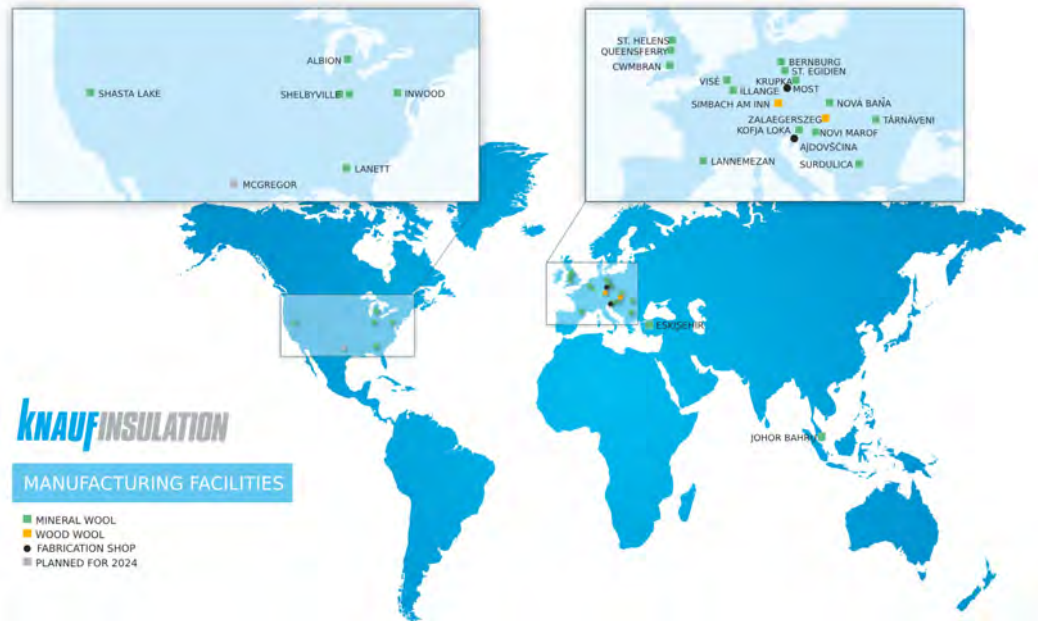 ALBION
SHASTA LAKE
SHELBYVILLE
INWOOD
LANETT
MCGREGOR
ST. HELENS
QUEENSFERRY
CWMBRAN
BERNBURG
ST. EGIDIEN
VISÉ
KRUPKA
ILLANGE
MOST
SIMBACH AM INN
NOVÁ BAŇA
ZALAEGERSZEG
TÂRNĂVENI
KOFJA LOKA
NOVI MAROF
AJDOVŠČINA
LANNEMEZAN
SURDULICA
ESKIŞEHIR
JOHOR BAHRU
KNAUFINSULATION
MANUFACTURING FACILITIES
MINERAL WOOL
WOOD WOOL
FABRICATION SHOP
PLANNED FOR 2024